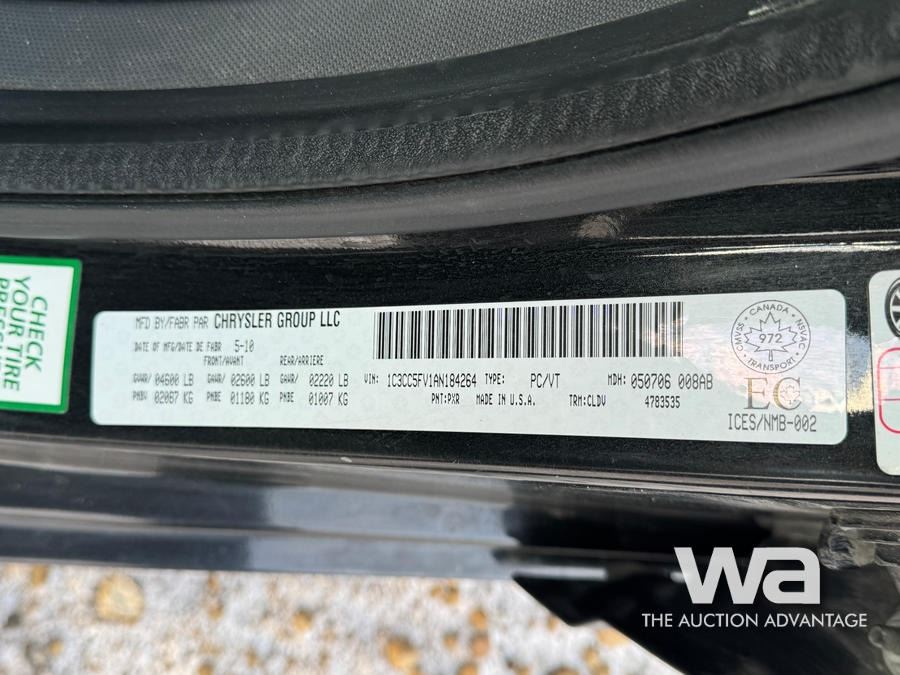 CHECK
YOUR TIRE
MFD BY/FABR PAR CHRYSLER GROUP LLC
DATE OF MFG/DATE DE FABR 5-10
FRONT/AVANT REAR/ARRIERE
GVWR/ 04600 LB GAWR/ 02600 LB GAWR/ 02220 LB
PNBV 02087 KG PNBE 01180 KG PNBE 01007 KG
VIN: 1C3CC5FV1AN184264 TYPE: PC/VT MDH: 050706 008AB
PNT:PXR MADE IN U.S.A. TRM:CLDV 4783535
CMVSS · CANADA · NSVAC
972
EC
ICES/NMB-002
wa
THE AUCTION ADVANTAGE